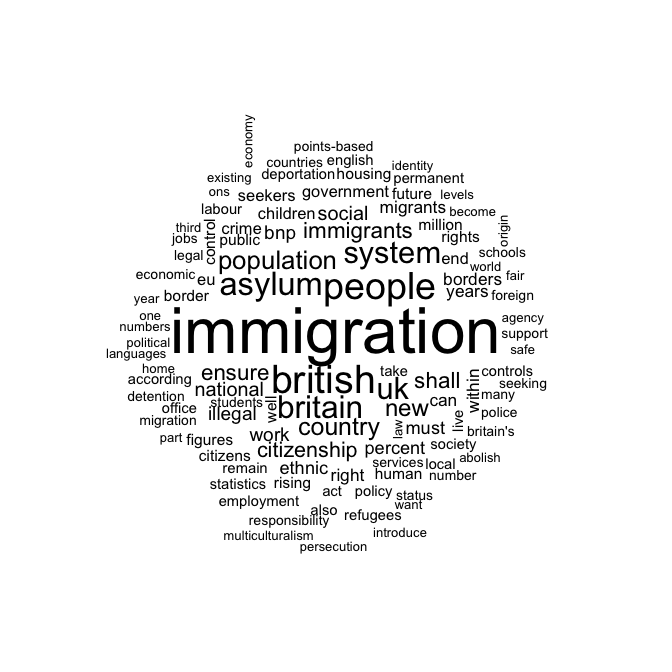 economy
points-based
countries english identity
existing deportation housing permanent
ons seekers government future levels
labour children social migrants become
third crime bnp immigrants million origin
jobs control public rights
legal population system end schools
world
economic eu asylum people borders fair
year border years foreign
one immigration agency
numbers support
political safe
languages
home ensure british take shall controls
according national uk within seeking
detention students britain new can many
office illegal well live police
migration country law must britain's
part figures work citizenship percent society
citizens services local abolish
remain ethnic right human number
statistics rising act policy status
employment also want
responsibility refugees
multiculturalism introduce
persecution